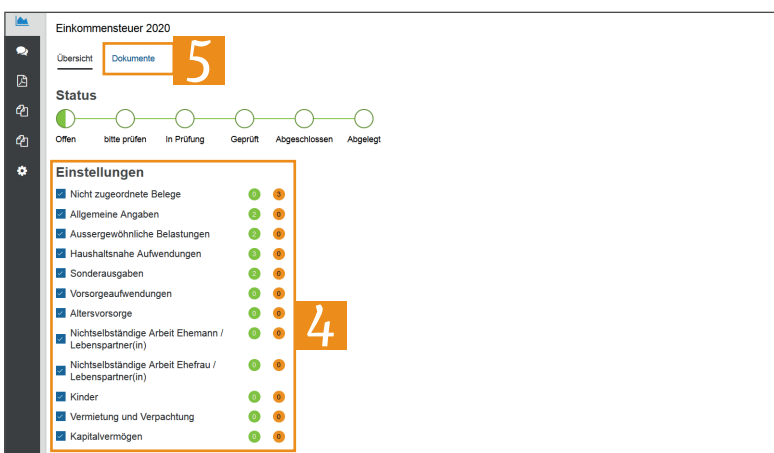 Einkommensteuer 2020
Übersicht Dokumente 5
Status
Offen bitte prüfen In Prüfung Geprüft Abgeschlossen Abgelegt
Einstellungen
Nicht zugeordnete Belege 0 3
Allgemeine Angaben 2 0
Aussergewöhnliche Belastungen 2 0
Haushaltsnahe Aufwendungen 3 0
Sonderausgaben 2 0
Vorsorgeaufwendungen 0 0
Altersvorsorge 0 0
4
Nichtselbständige Arbeit Ehemann / 0 0
Lebenspartner(in)
Nichtselbständige Arbeit Efefrau / 0 0
Lebenspartner(in)
Kinder 0 0
Vermietung und Verpachtung 0 0
Kapitalvermögen 0 0